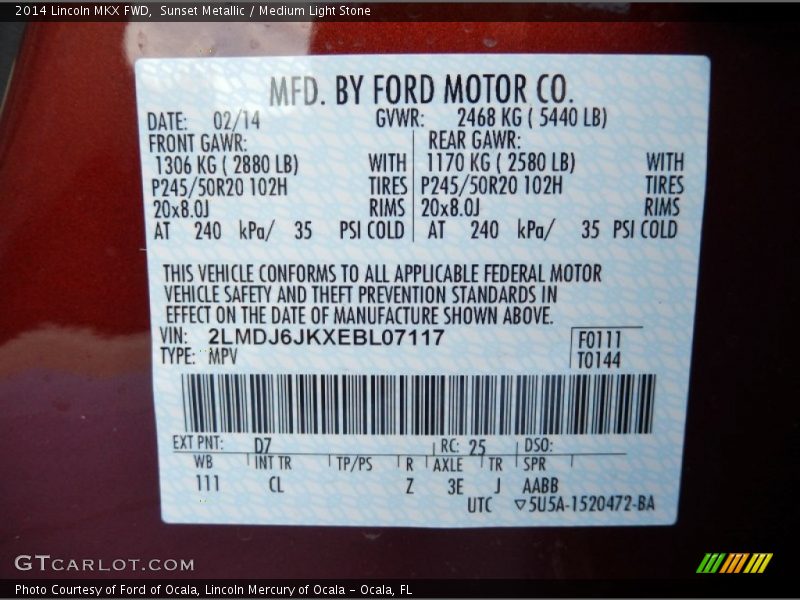 2014 Lincoln MKX FWD,  Sunset Metallic / Medium Light Stone
MFD. BY FORD MOTOR CO.
DATE: 02/14 GVWR: 2468 KG ( 5440 LB)
FRONT GAWR: REAR GAWR:
1306 KG ( 2880 LB) WITH 1170 KG ( 2580 LB) WITH
P245/50R20 102H TIRES P245/50R20 102H TIRES
20x8.0J RIMS 20x8.0J RIMS
AT 240 kPa/ 35 PSI COLD AT 240 kPa/ 35 PSI COLD
THIS VEHICLE CONFORMS TO ALL APPLICABLE FEDERAL MOTOR
VEHICLE SAFETY AND THEFT PREVENTION STANDARDS IN
EFFECT ON THE DATE OF MANUFACTURE SHOWN ABOVE.
VIN: 2LMDJ6JKXEBL07117 F0111
TYPE: MPV T0144
EXT PNT: D7 RC: 25 DSO:
WB INT TR TP/PS R AXLE TR SPR
111 CL Z 3E J AABB
UTC ▽5U5A-1520472-BA
GTCARLOT.COM
Photo Courtesy of Ford of Ocala, Lincoln Mercury of Ocala - Ocala, FL